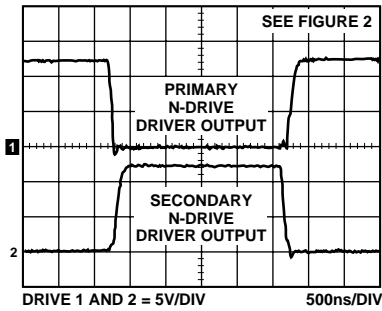 SEE FIGURE 2
PRIMARY
N-DRIVE
DRIVER OUTPUT
1
SECONDARY
N-DRIVE
DRIVER OUTPUT
2
DRIVE 1 AND 2 = 5V/DIV 500ns/DIV